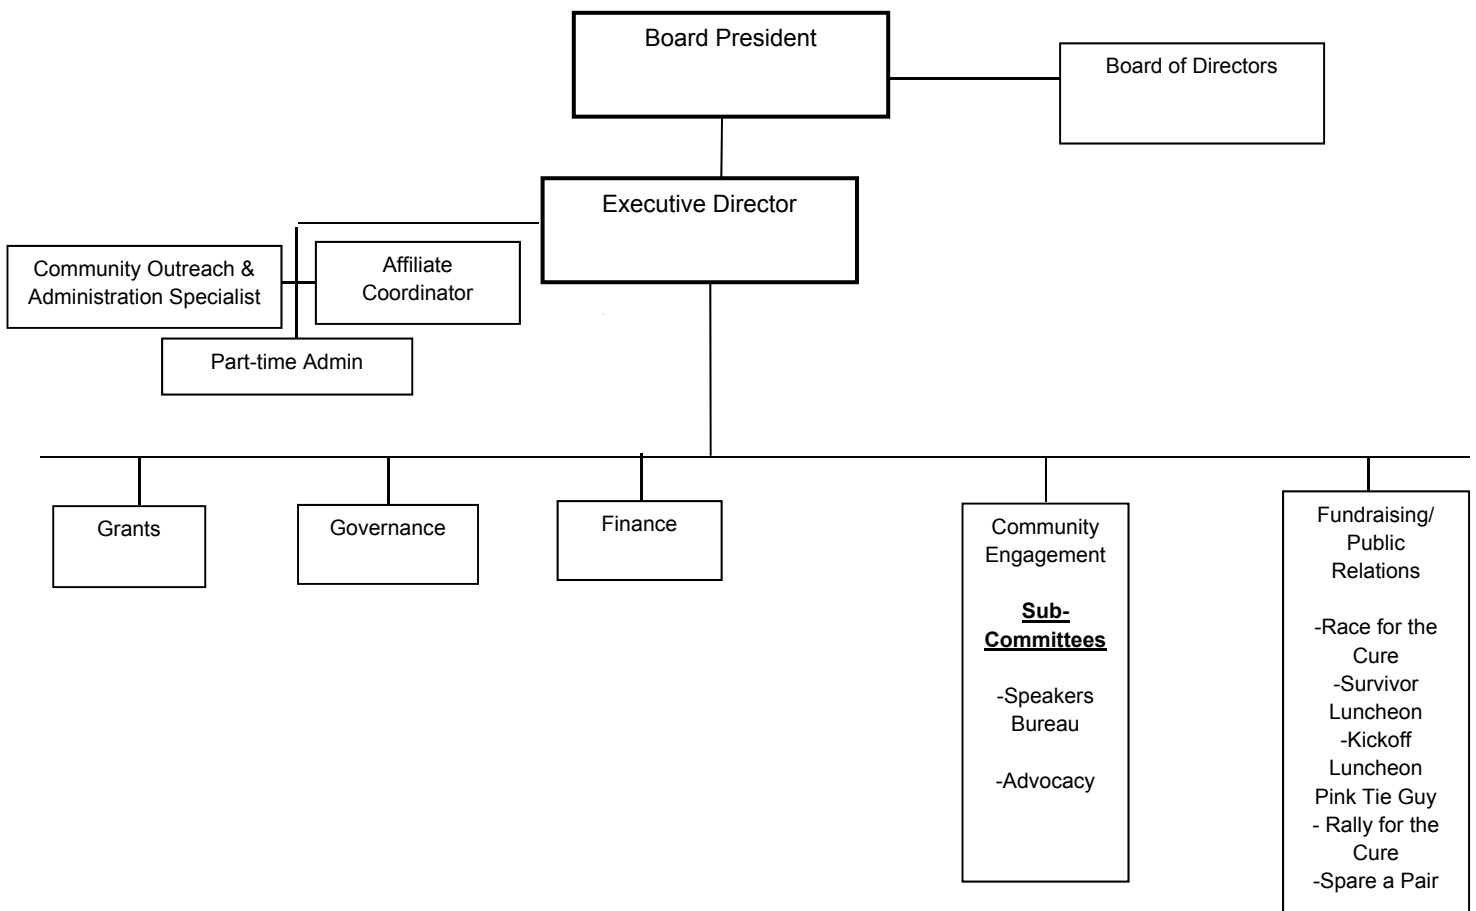 Board President
Board of Directors
Executive Director
Community Outreach &
Administration Specialist
Affiliate
Coordinator
Part-time Admin
Grants
Governance
Finance
Community
Engagement
Sub-
Committees
-Speakers
Bureau
-Advocacy
Fundraising/
Public
Relations
-Race for the
Cure
-Survivor
Luncheon
-Kickoff
Luncheon
Pink Tie Guy
- Rally for the
Cure
-Spare a Pair